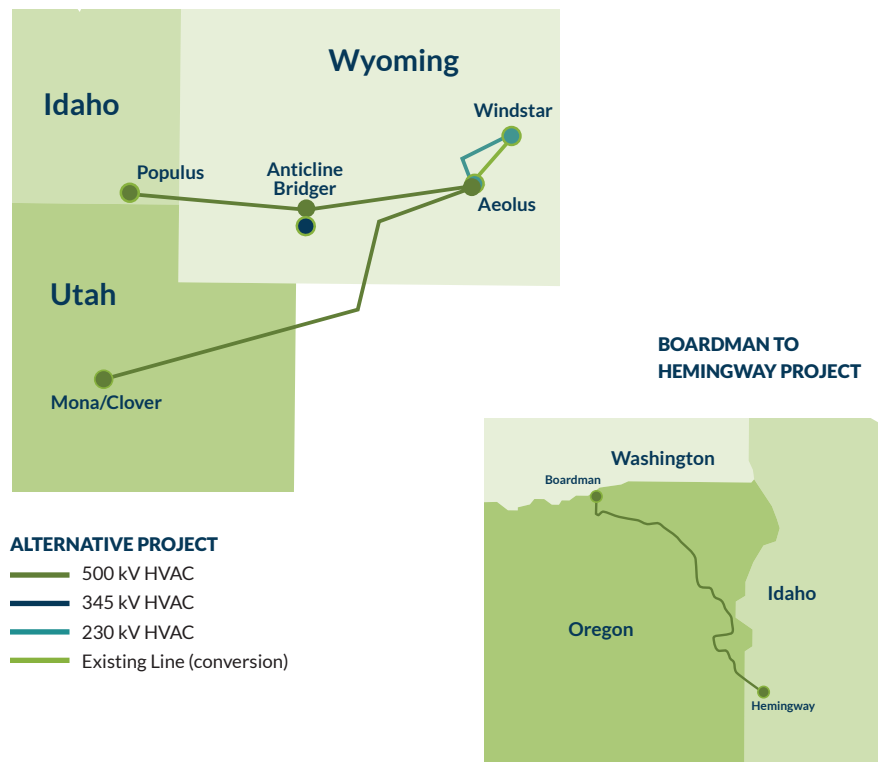 Wyoming
Idaho
Windstar
Populus
Anticline
Bridger
Aeolus
Utah
Mona/Clover
BOARDMAN TO
HEMINGWAY PROJECT
Washington
Boardman
Idaho
Oregon
Hemingway
ALTERNATIVE PROJECT
500 kV HVAC
345 kV HVAC
230 kV HVAC
Existing Line (conversion)